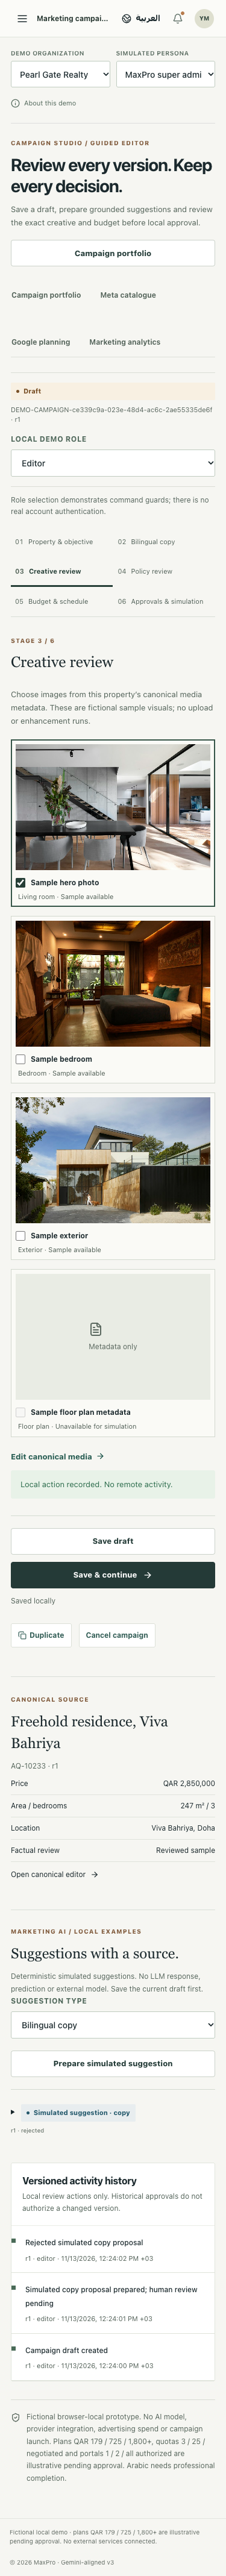 Marketing campai...
العربية
YM
DEMO ORGANIZATION
SIMULATED PERSONA
Pearl Gate Realty
MaxPro super admi
About this demo
CAMPAIGN STUDIO / GUIDED EDITOR
Review every version. Keep
every decision.
Save a draft, prepare grounded suggestions and review
the exact creative and budget before local approval.
Campaign portfolio
Campaign portfolio
Meta catalogue
Google planning
Marketing analytics
Draft
DEMO-CAMPAIGN-ce339c9a-023e-48d4-ac6c-2ae55335de6f
· r1
LOCAL DEMO ROLE
Editor
Role selection demonstrates command guards; there is no
real account authentication.
01 Property & objective
02 Bilingual copy
03 Creative review
04 Policy review
05 Budget & schedule
06 Approvals & simulation
STAGE 3 / 6
Creative review
Choose images from this property's canonical media
metadata. These are fictional sample visuals; no upload
or enhancement runs.
Sample hero photo
Living room · Sample available
Sample bedroom
Bedroom · Sample available
Sample exterior
Exterior · Sample available
Metadata only
Sample floor plan metadata
Floor plan · Unavailable for simulation
Edit canonical media →
Local action recorded. No remote activity.
Save draft
Save & continue →
Saved locally
Duplicate
Cancel campaign
CANONICAL SOURCE
Freehold residence, Viva
Bahriya
AQ-10233 · r1
Price
QAR 2,850,000
Area / bedrooms
247 m² / 3
Location
Viva Bahriya, Doha
Factual review
Reviewed sample
Open canonical editor →
MARKETING AI / LOCAL EXAMPLES
Suggestions with a source.
Deterministic simulated suggestions. No LLM response,
prediction or external model. Save the current draft first.
SUGGESTION TYPE
Bilingual copy
Prepare simulated suggestion
Simulated suggestion · copy
r1 · rejected
Versioned activity history
Local review actions only. Historical approvals do not
authorize a changed version.
Rejected simulated copy proposal
r1 · editor · 11/13/2026, 12:24:02 PM +03
Simulated copy proposal prepared; human review
pending
r1 · editor · 11/13/2026, 12:24:01 PM +03
Campaign draft created
r1 · editor · 11/13/2026, 12:24:00 PM +03
Fictional browser-local prototype. No AI model,
provider integration, advertising spend or campaign
launch. Plans QAR 179 / 725 / 1,800+, quotas 3 / 25 /
negotiated and portals 1 / 2 / all authorized are
illustrative pending approval. Arabic needs professional
completion.
Fictional local demo · plans QAR 179 / 725 / 1,800+ are illustrative
pending approval. No external services connected.
© 2026 MaxPro · Gemini-aligned v3